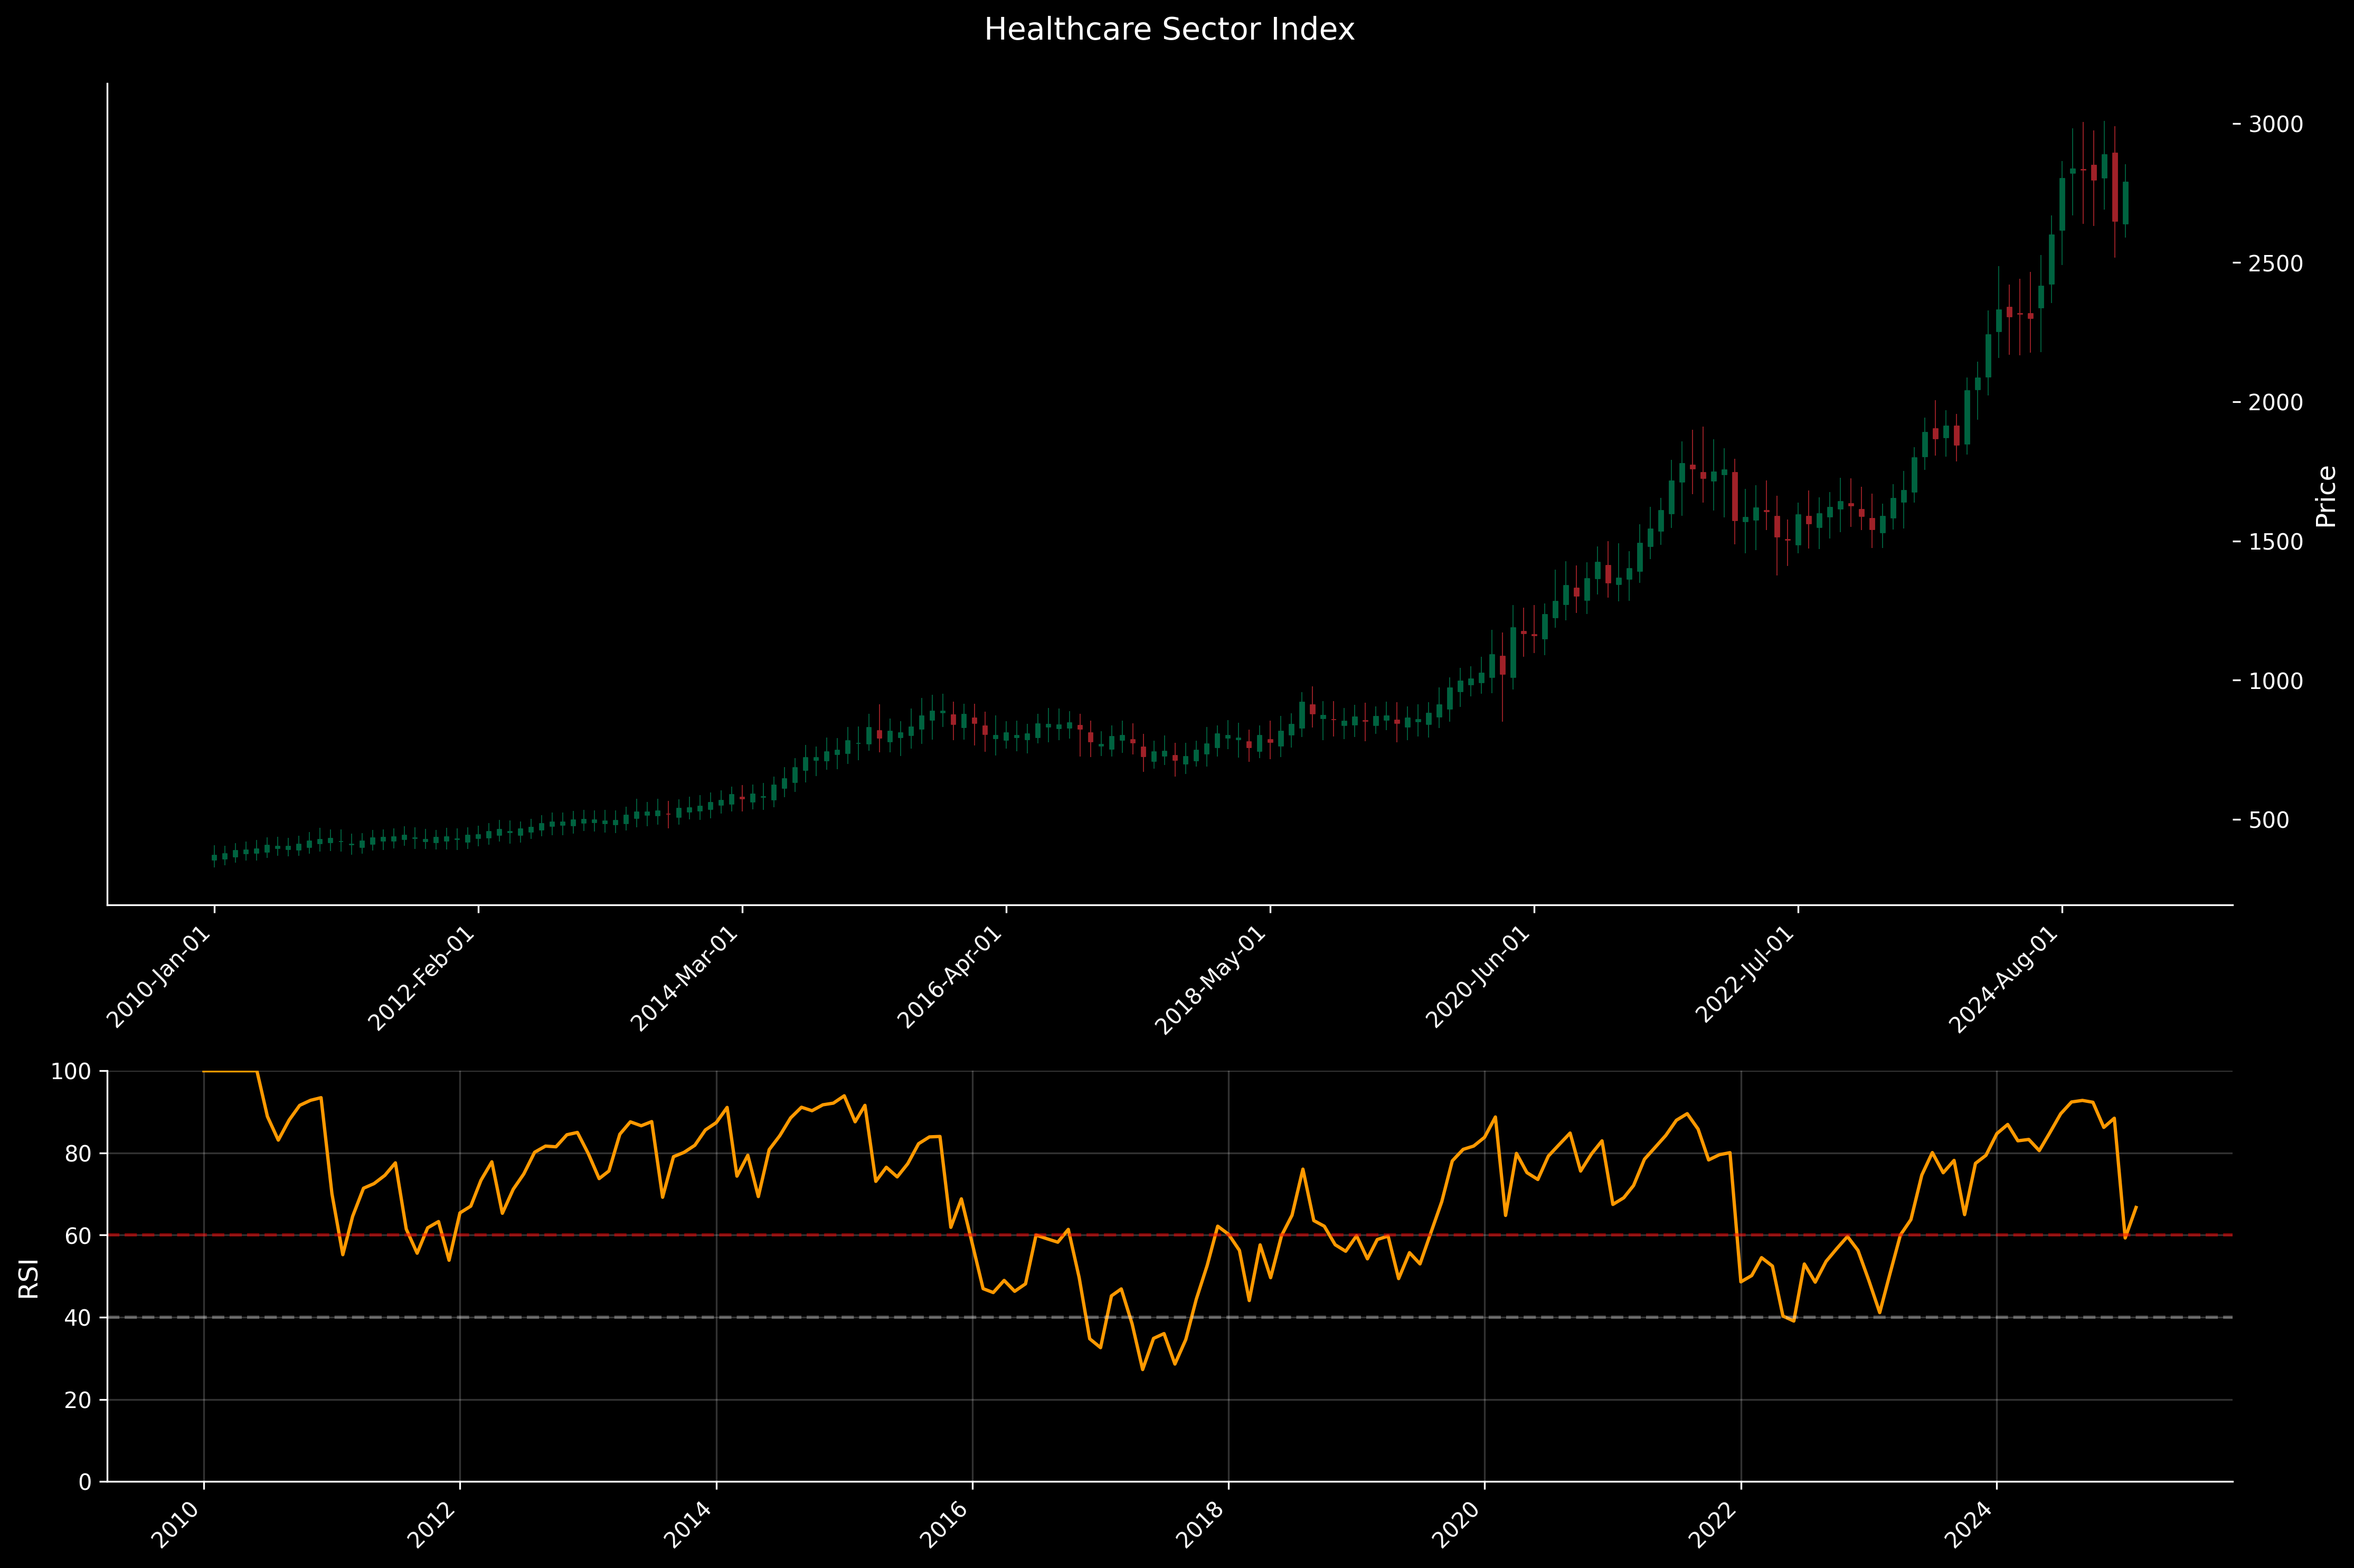 Healthcare Sector Index
3000
2500
2000
1500
1000
500
Price
2010-Jan-01
2012-Feb-01
2014-Mar-01
2016-Apr-01
2018-May-01
2020-Jun-01
2022-Jul-01
2024-Aug-01
100
80
60
40
20
0
RSI
2010
2012
2014
2016
2018
2020
2022
2024